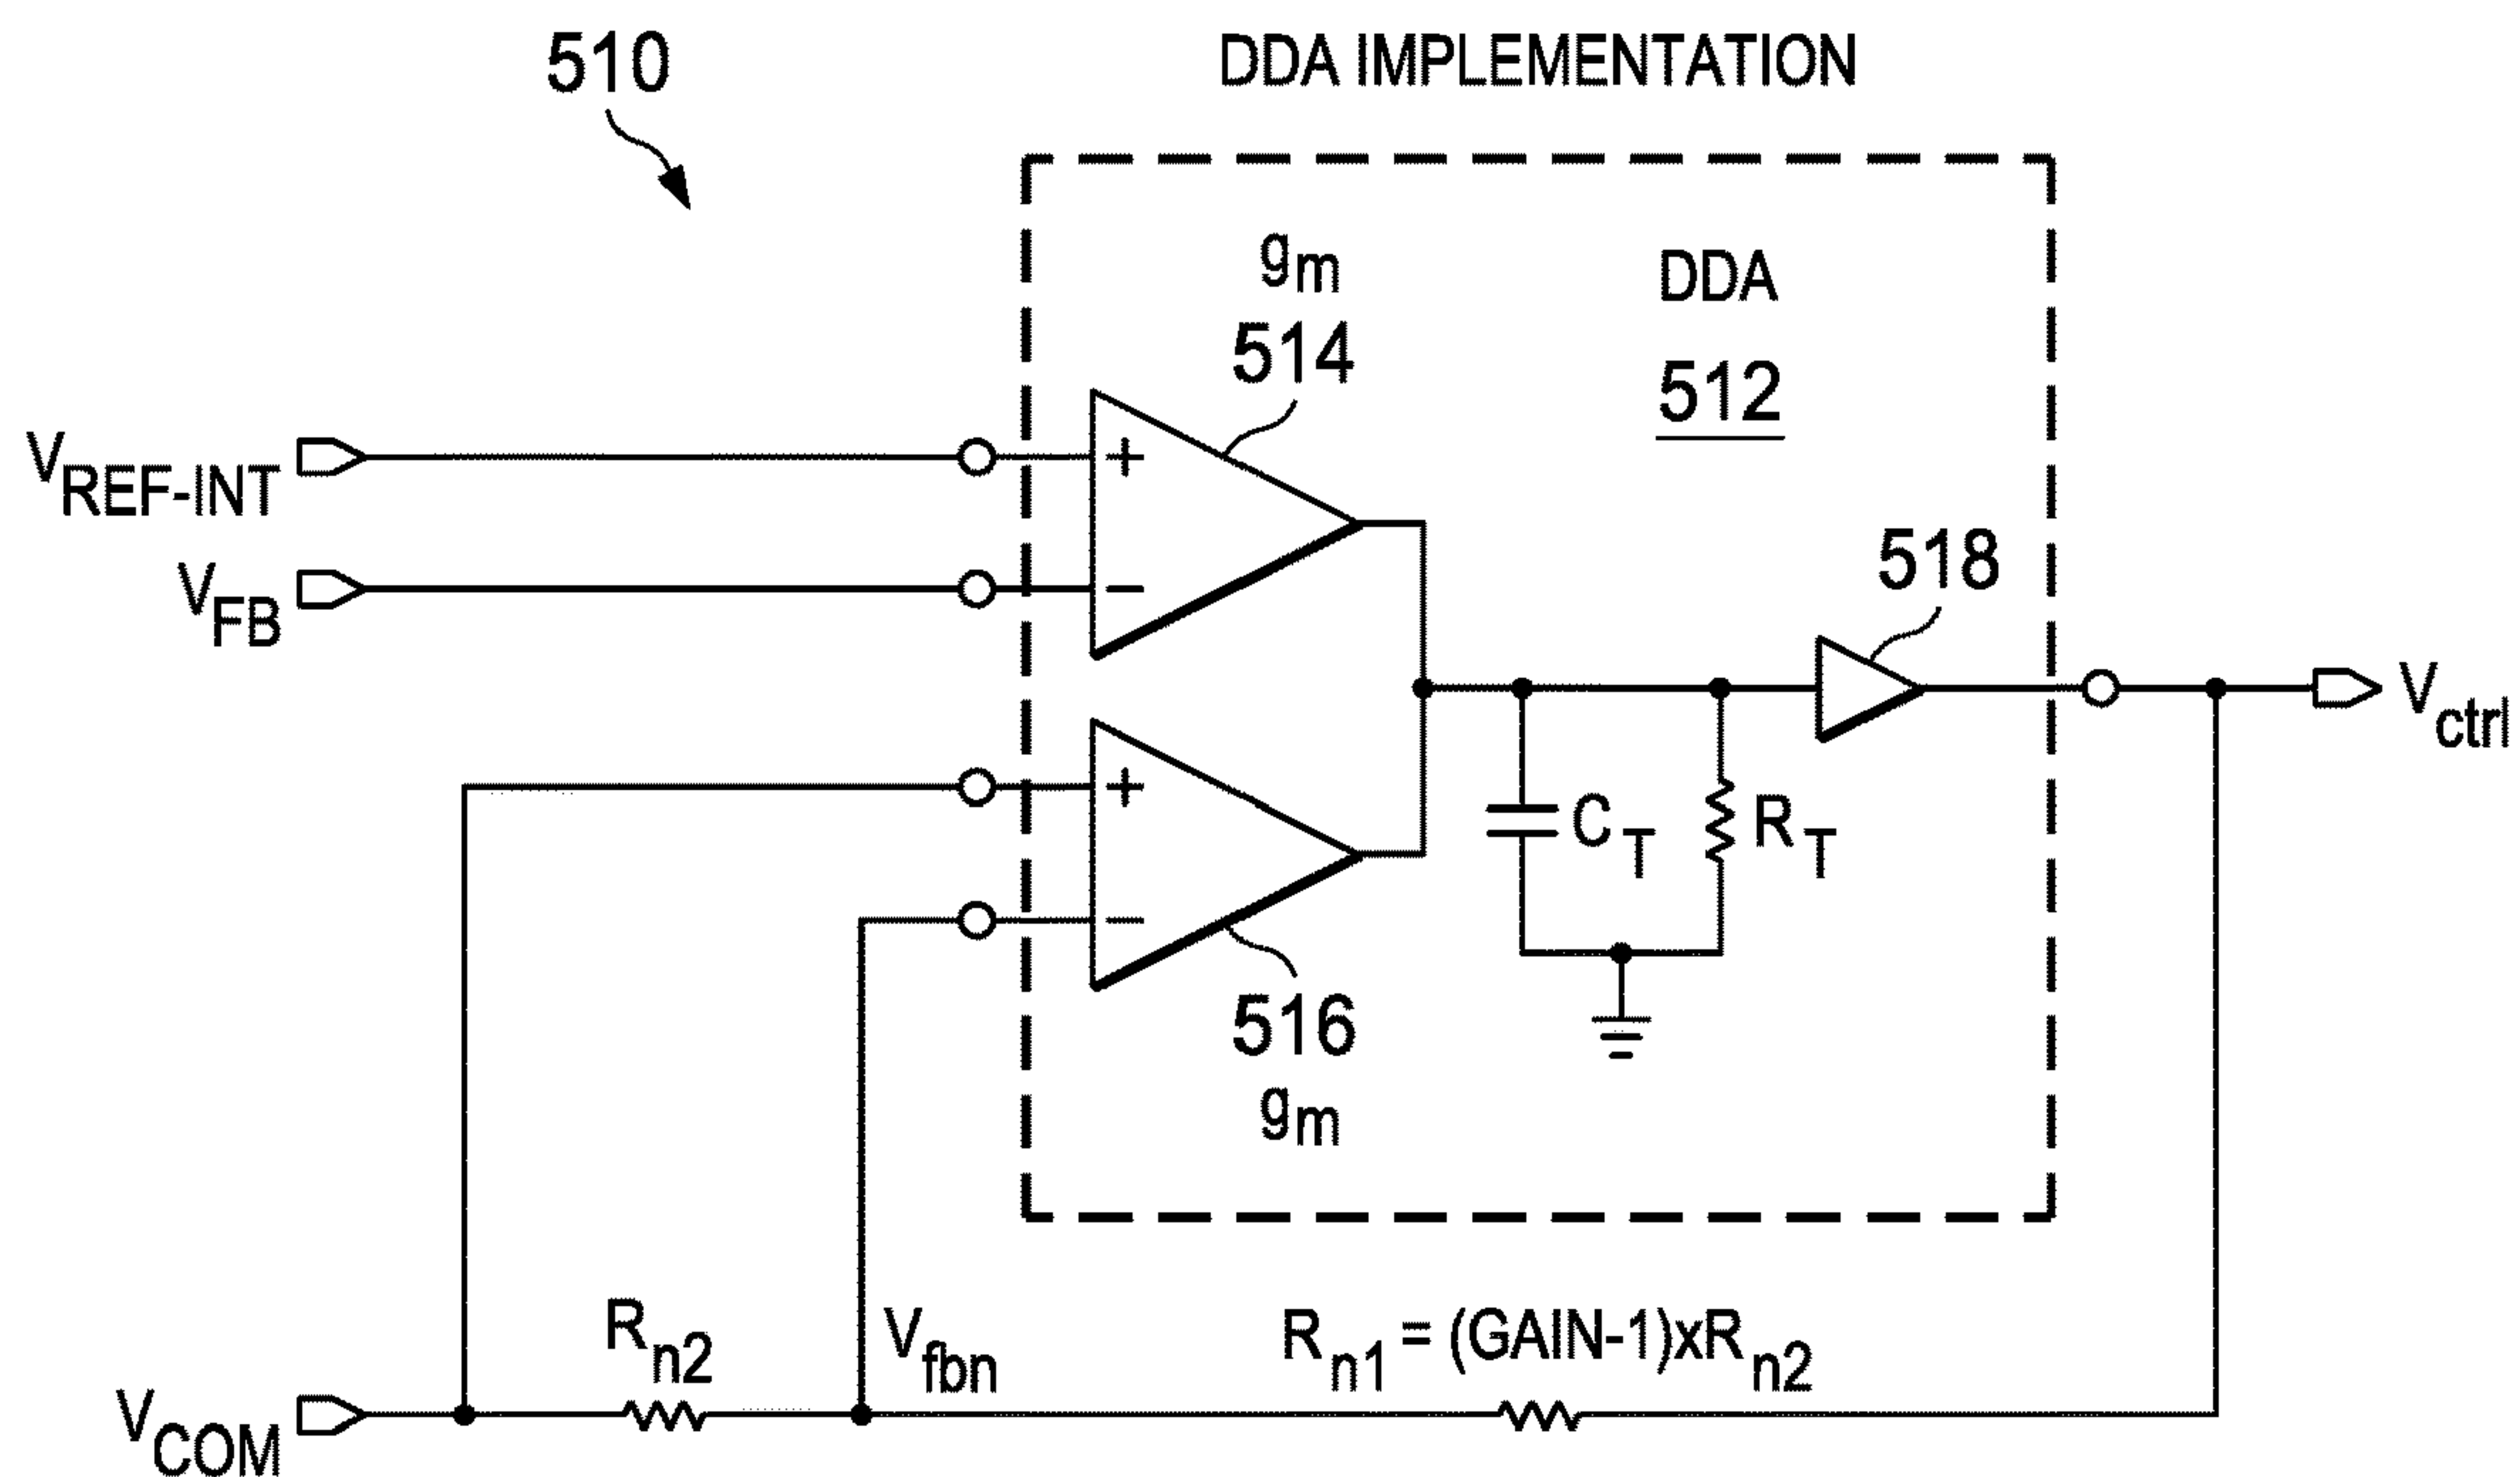 510
DDA IMPLEMENTATION
gm
514
DDA
512
VREF-INT
VFB
+
−
518
Vctrl
+
−
CT
RT
516
gm
Rn2
Vfbn
Rn1 = (GAIN-1)xRn2
VCOM